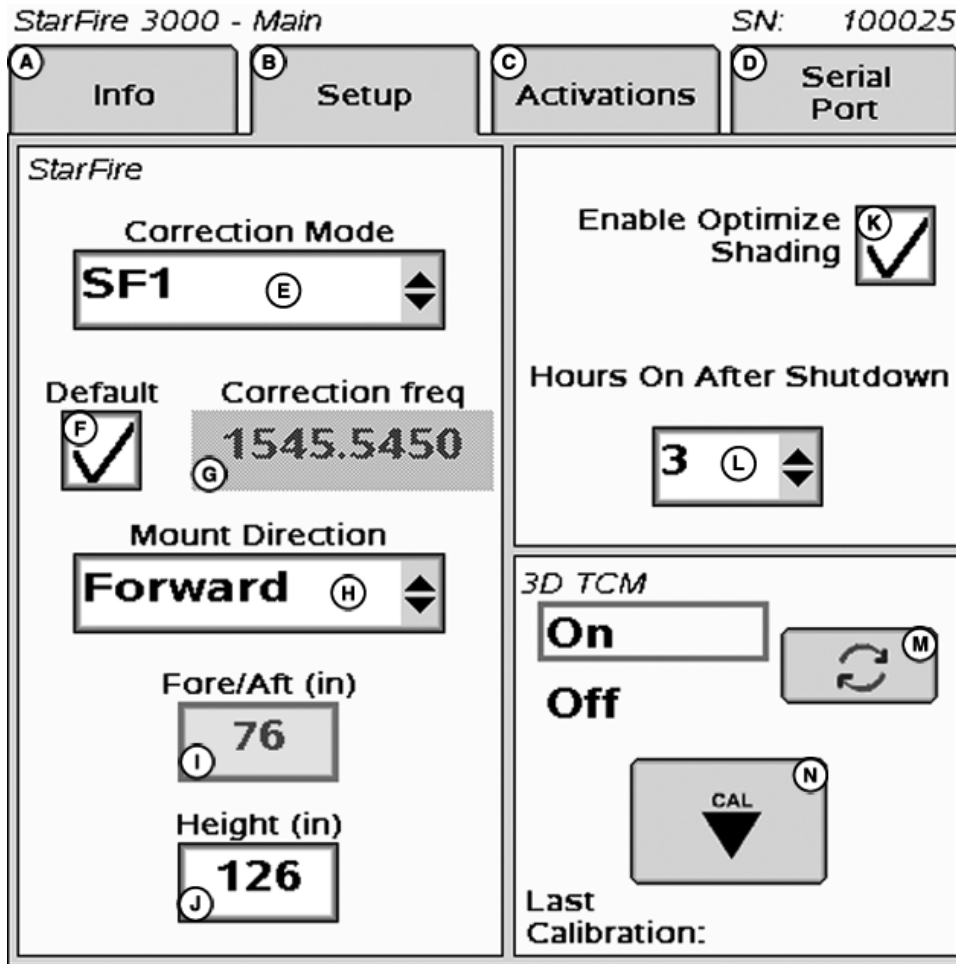 StarFire 3000 - Main SN: 100025
A Info
B Setup
C Activations
D Serial
Port
StarFire
Correction Mode
SF1 E
Default
F
Correction freq
1545.5450
G
Mount Direction
Forward H
Fore/Aft (in)
76
I
Height (in)
126
J
Enable Optimize
Shading
K
Hours On After Shutdown
3 L
3D TCM
On
Off
M
N
CAL
Last
Calibration: